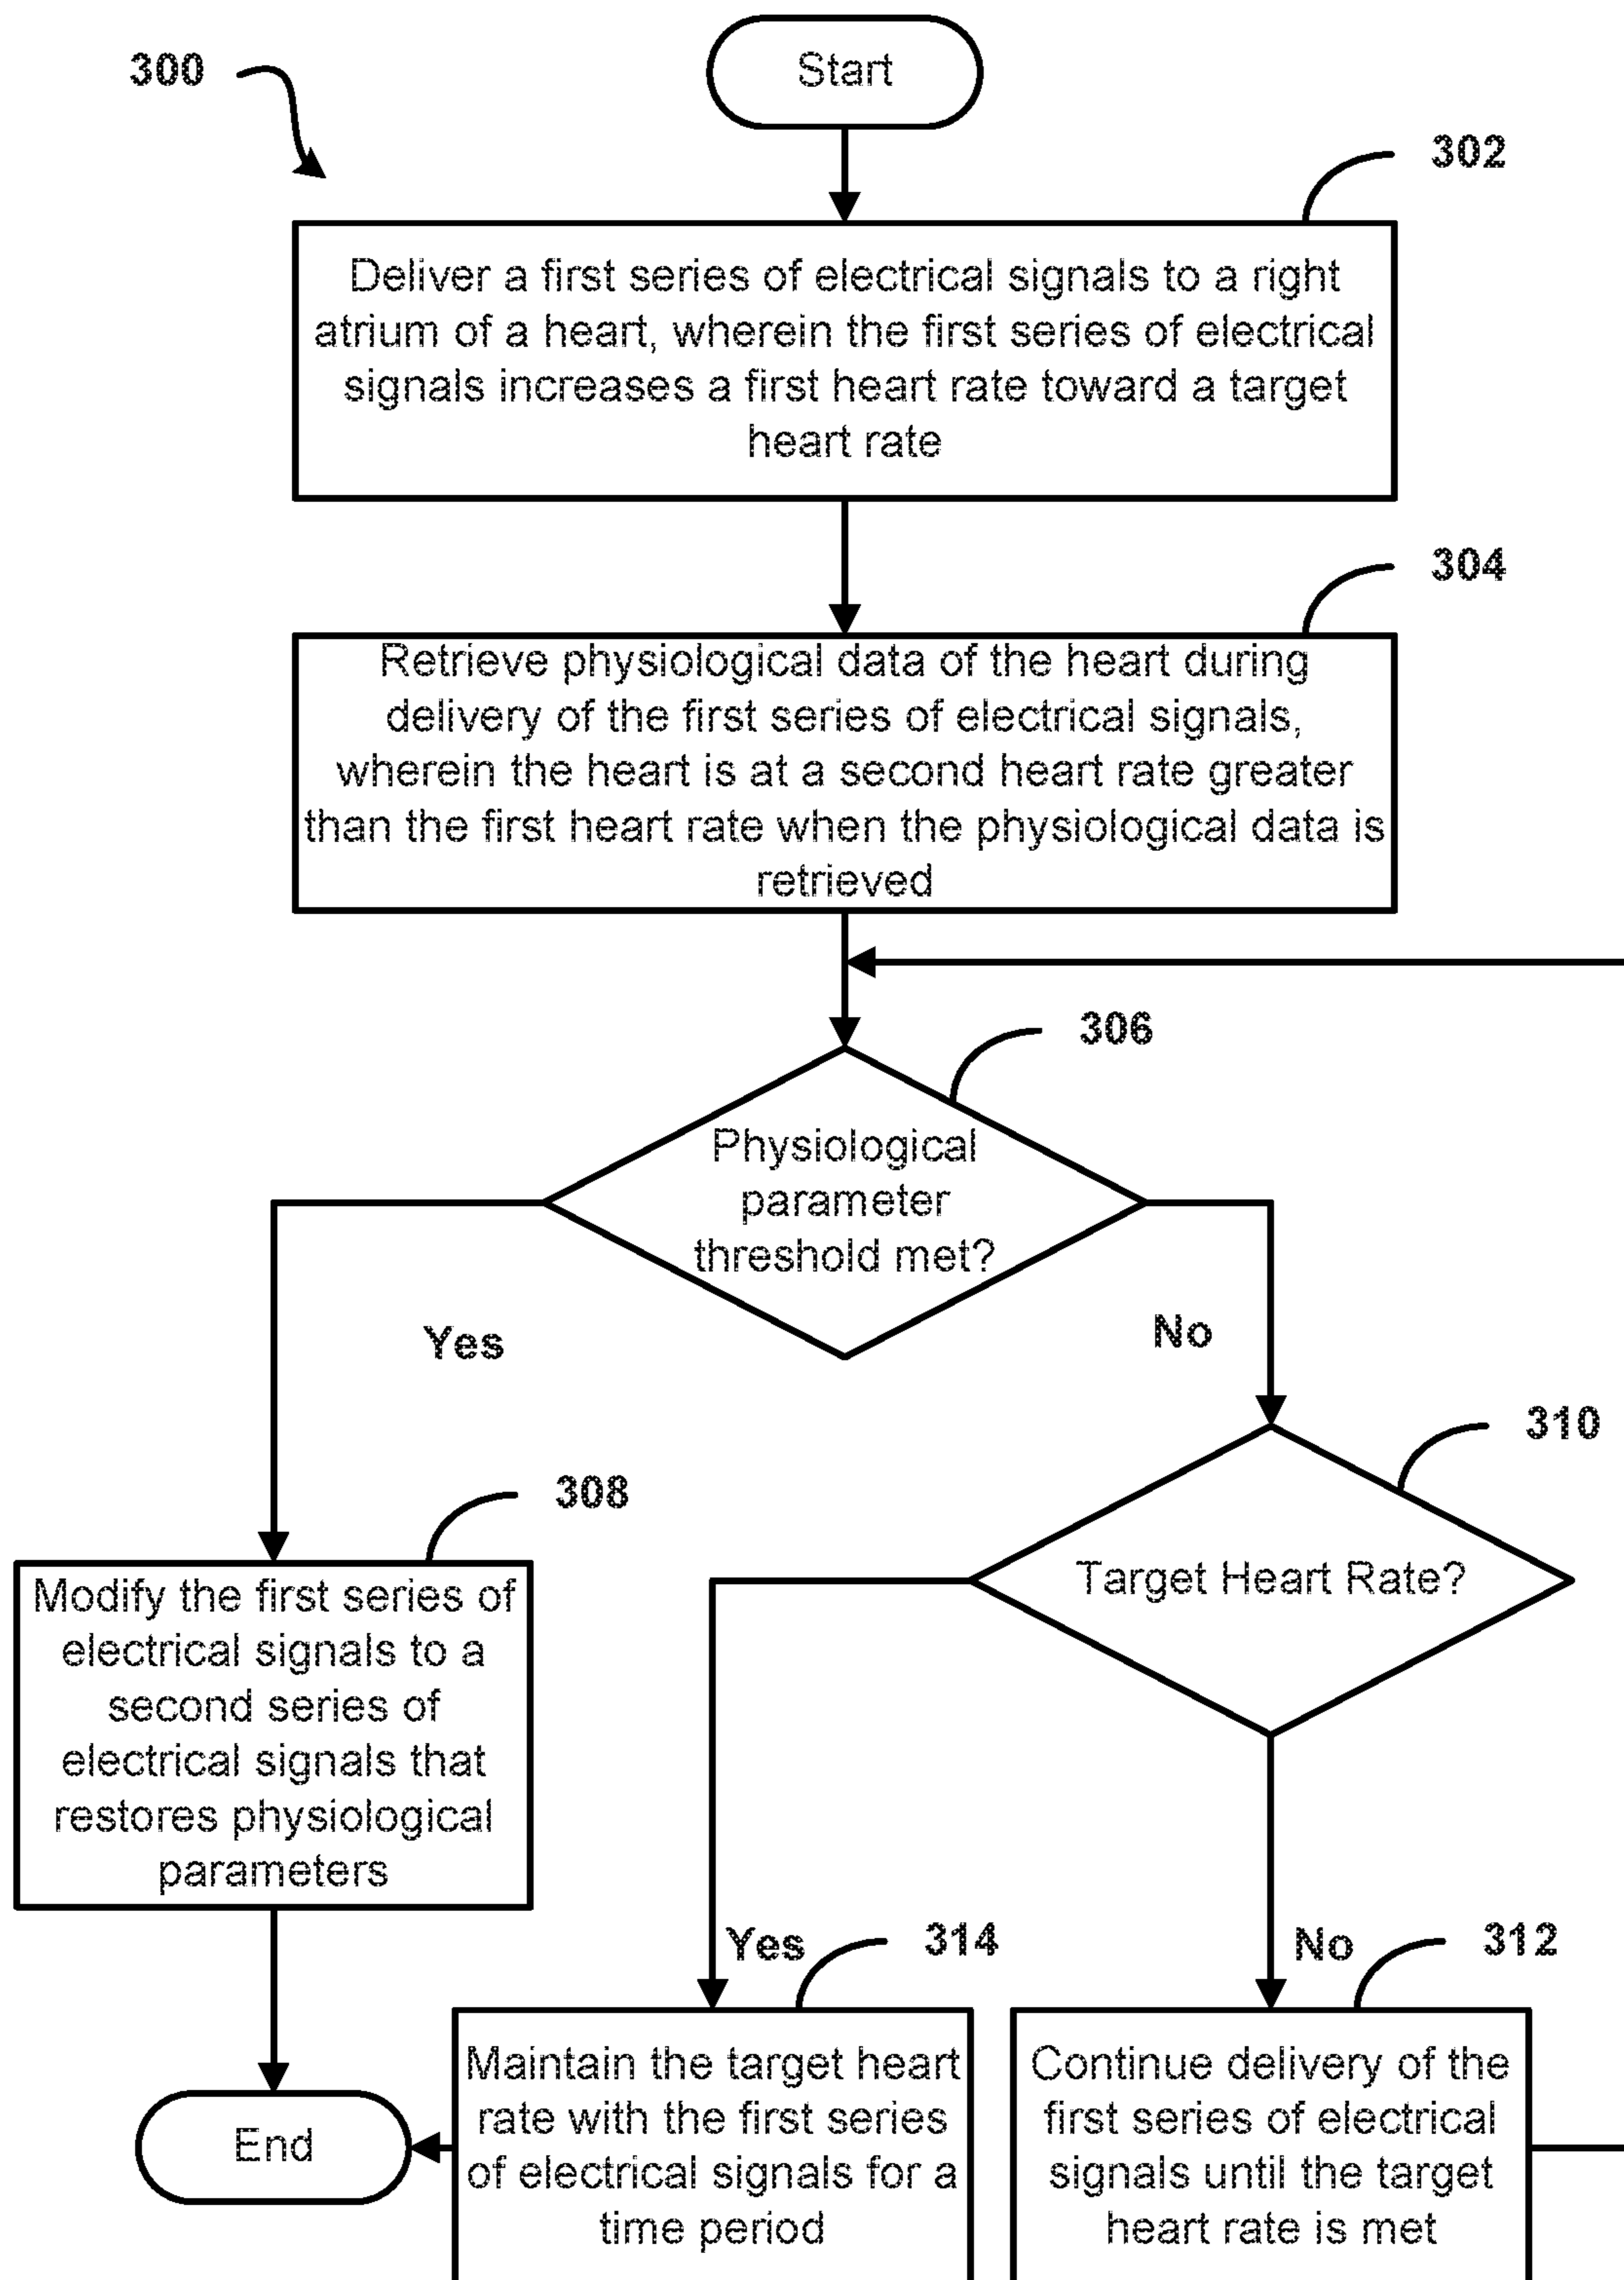 300
Start
302
Deliver a first series of electrical signals to a right
atrium of a heart, wherein the first series of electrical
signals increases a first heart rate toward a target
heart rate
304
Retrieve physiological data of the heart during
delivery of the first series of electrical signals,
wherein the heart is at a second heart rate greater
than the first heart rate when the physiological data is
retrieved
306
Physiological
parameter
threshold met?
Yes
No
310
Target Heart Rate?
308
Modify the first series of
electrical signals to a
second series of
electrical signals that
restores physiological
parameters
Yes
314
No
312
Maintain the target heart
rate with the first series
of electrical signals for a
time period
Continue delivery of the
first series of electrical
signals until the target
heart rate is met
End